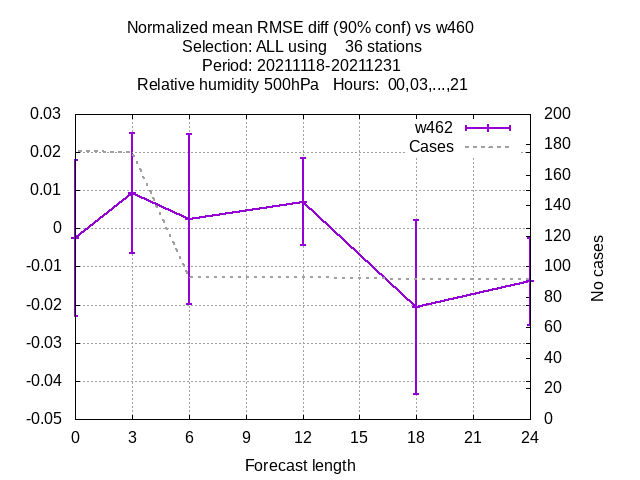 Normalized mean RMSE diff (90% conf) vs w460
Selection: ALL using    36 stations
Period: 20211118-20211231
Relative humidity 500hPa   Hours:  00,03,...,21
w462
Cases
0.03
0.02
0.01
0
-0.01
-0.02
-0.03
-0.04
-0.05
200
180
160
140
120
100
80
60
40
20
0
No cases
0 3 6 9 12 15 18 21 24
Forecast length